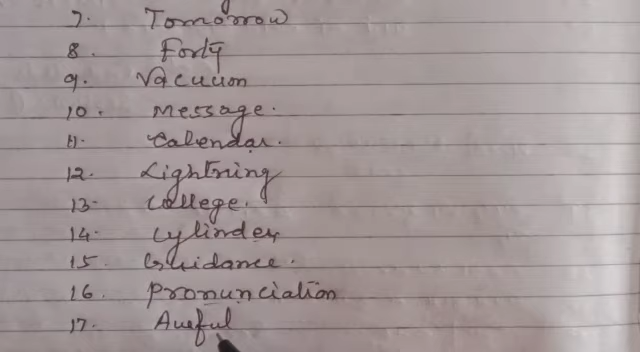 7. Tomorrow
8. Forty
9. Vacuum
10. Message.
11. Calendar.
12. Lightning
13. College.
14. Cylinder
15. Guidance.
16. Pronunciation
17. Aweful